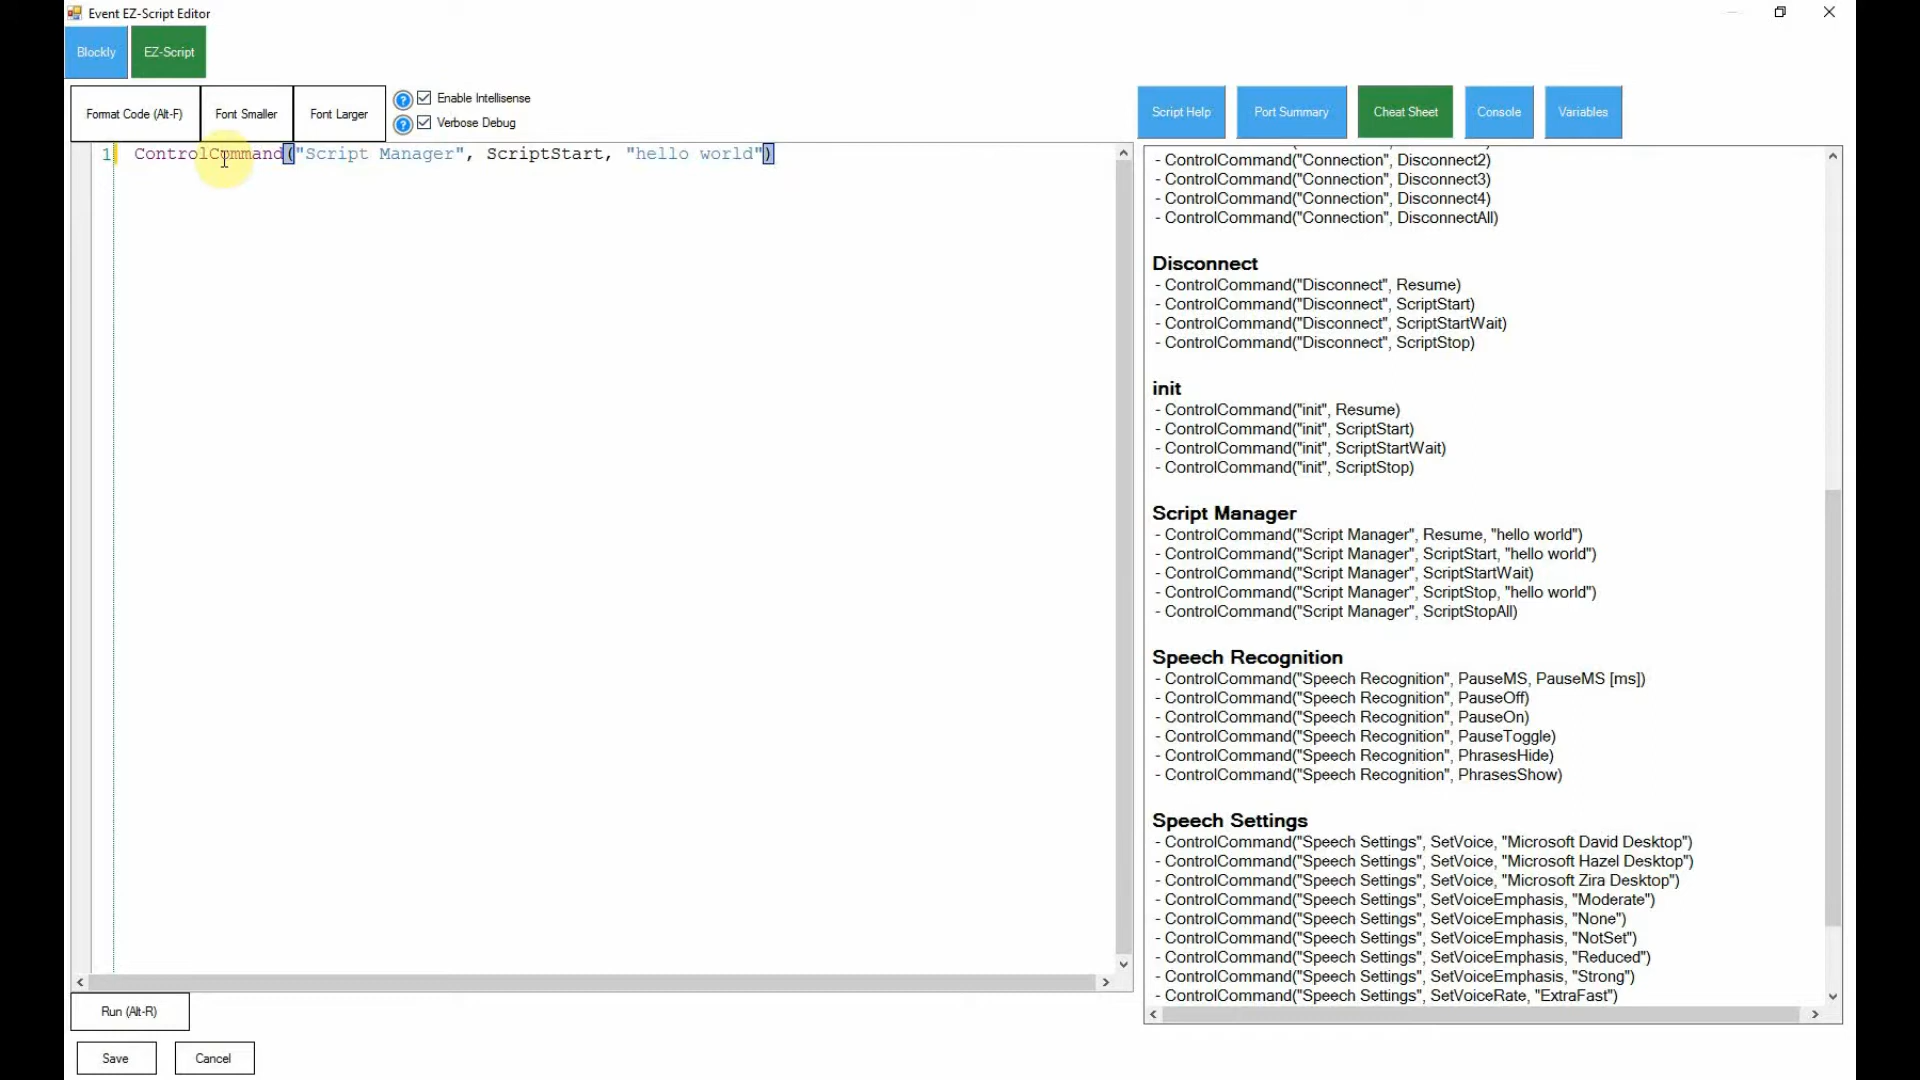 Event EZ-Script Editor
Blockly
EZ-Script
Format Code (Alt-F)
Font Smaller
Font Larger
Enable Intellisense
Verbose Debug
Script Help
Port Summary
Cheat Sheet
Console
Variables
1
ControlCommand("Script Manager", ScriptStart, "hello world")
- ControlCommand("Connection", Disconnect2)
- ControlCommand("Connection", Disconnect3)
- ControlCommand("Connection", Disconnect4)
- ControlCommand("Connection", DisconnectAll)
Disconnect
- ControlCommand("Disconnect", Resume)
- ControlCommand("Disconnect", ScriptStart)
- ControlCommand("Disconnect", ScriptStartWait)
- ControlCommand("Disconnect", ScriptStop)
init
- ControlCommand("init", Resume)
- ControlCommand("init", ScriptStart)
- ControlCommand("init", ScriptStartWait)
- ControlCommand("init", ScriptStop)
Script Manager
- ControlCommand("Script Manager", Resume, "hello world")
- ControlCommand("Script Manager", ScriptStart, "hello world")
- ControlCommand("Script Manager", ScriptStartWait)
- ControlCommand("Script Manager", ScriptStop, "hello world")
- ControlCommand("Script Manager", ScriptStopAll)
Speech Recognition
- ControlCommand("Speech Recognition", PauseMS, PauseMS [ms])
- ControlCommand("Speech Recognition", PauseOff)
- ControlCommand("Speech Recognition", PauseOn)
- ControlCommand("Speech Recognition", PauseToggle)
- ControlCommand("Speech Recognition", PhrasesHide)
- ControlCommand("Speech Recognition", PhrasesShow)
Speech Settings
- ControlCommand("Speech Settings", SetVoice, "Microsoft David Desktop")
- ControlCommand("Speech Settings", SetVoice, "Microsoft Hazel Desktop")
- ControlCommand("Speech Settings", SetVoice, "Microsoft Zira Desktop")
- ControlCommand("Speech Settings", SetVoiceEmphasis, "Moderate")
- ControlCommand("Speech Settings", SetVoiceEmphasis, "None")
- ControlCommand("Speech Settings", SetVoiceEmphasis, "NotSet")
- ControlCommand("Speech Settings", SetVoiceEmphasis, "Reduced")
- ControlCommand("Speech Settings", SetVoiceEmphasis, "Strong")
- ControlCommand("Speech Settings", SetVoiceRate, "ExtraFast")
Run (Alt-R)
Save
Cancel